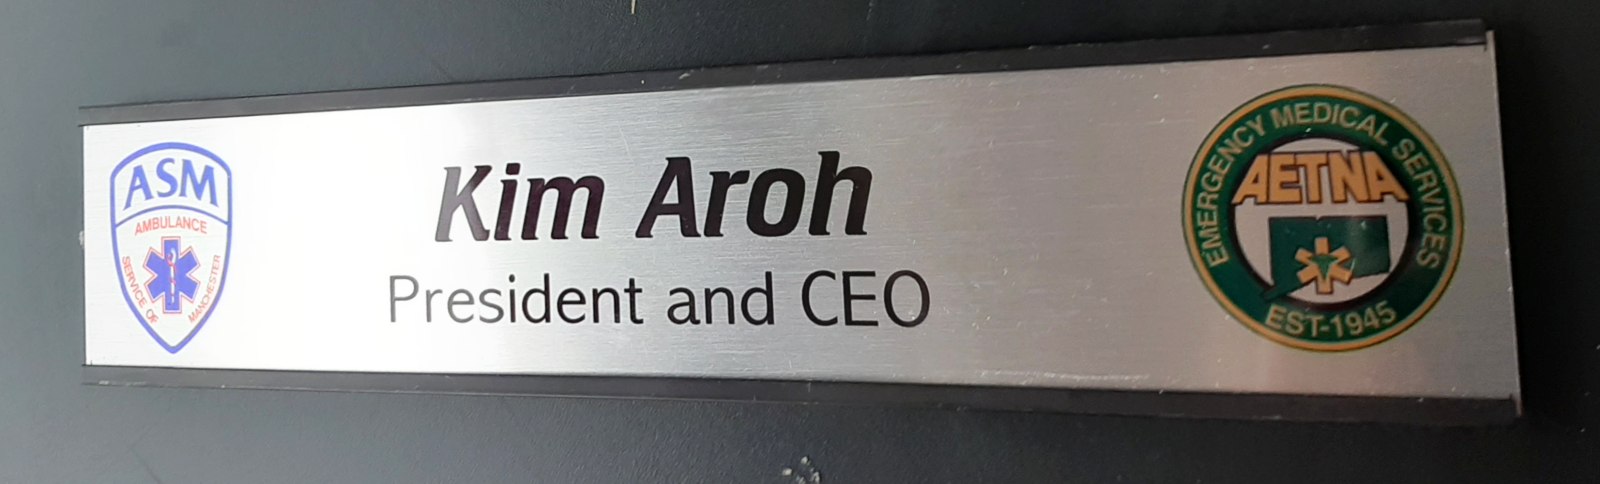 ASM
AMBULANCE
SERVICE OF MANCHESTER
Kim Aroh
President and CEO
EMERGENCY MEDICAL SERVICES
AETNA
EST-1945